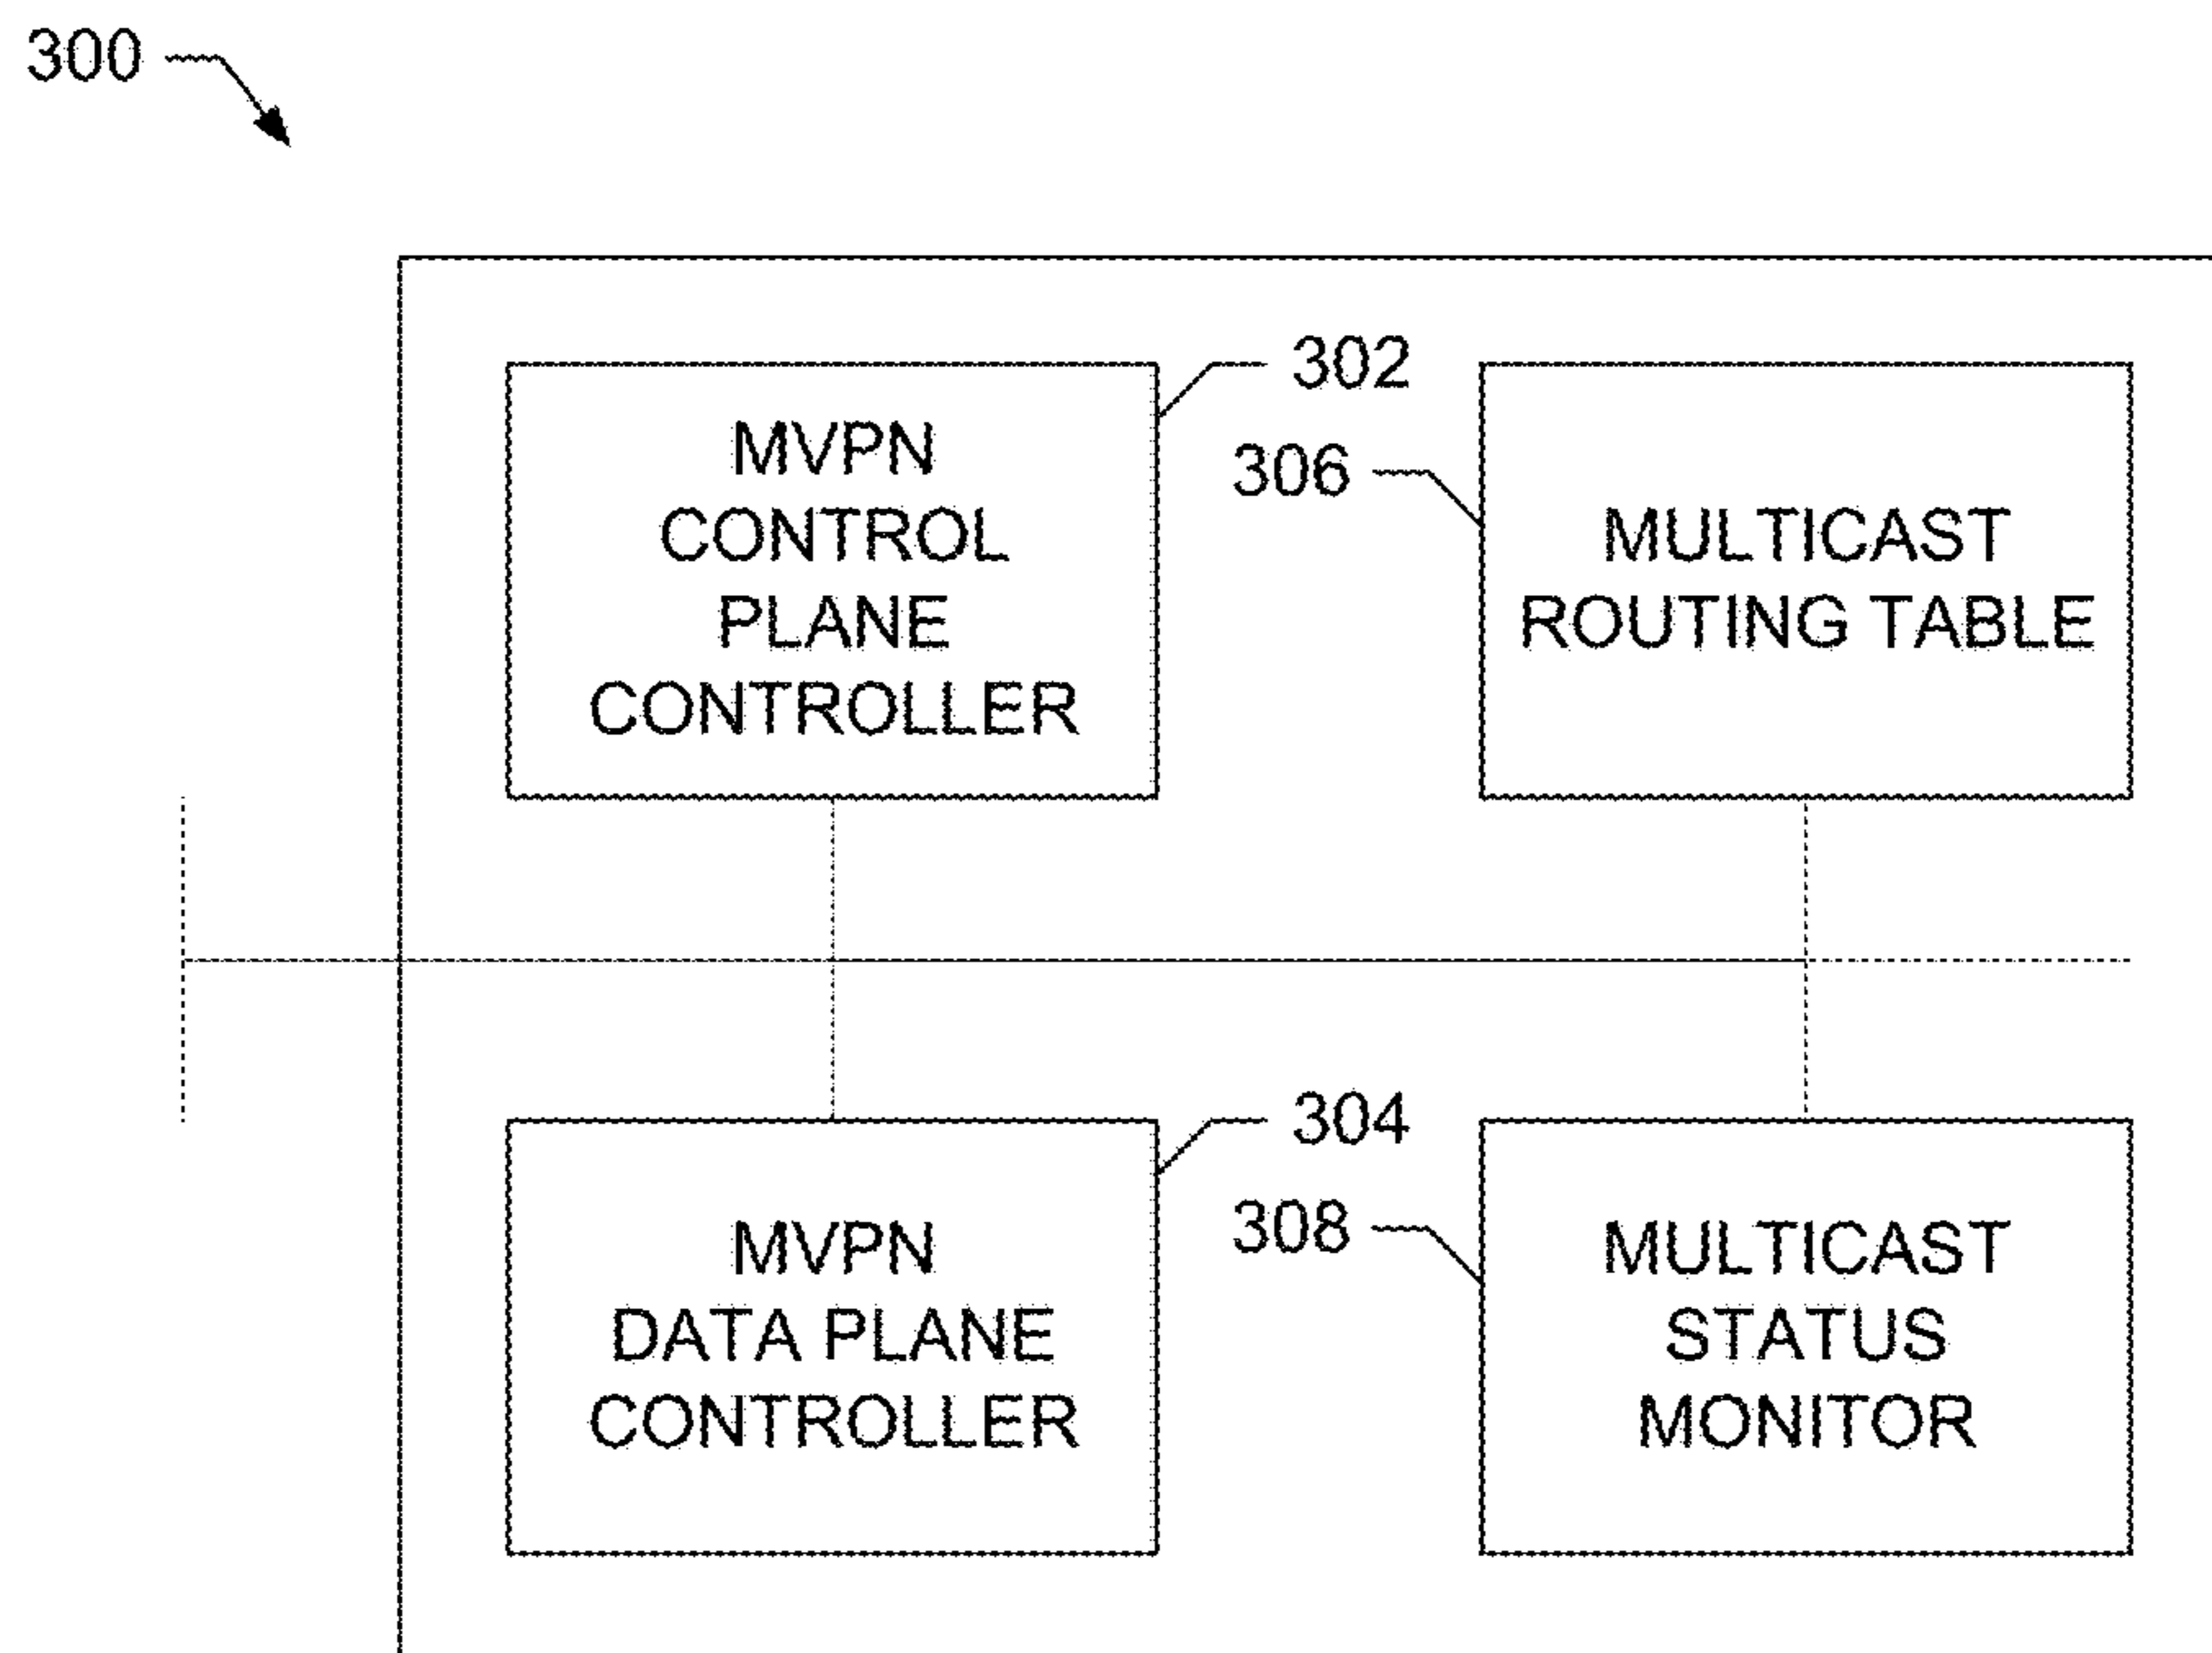 300
302
MVPN
CONTROL
PLANE
CONTROLLER
306
MULTICAST
ROUTING TABLE
304
MVPN
DATA PLANE
CONTROLLER
308
MULTICAST
STATUS
MONITOR